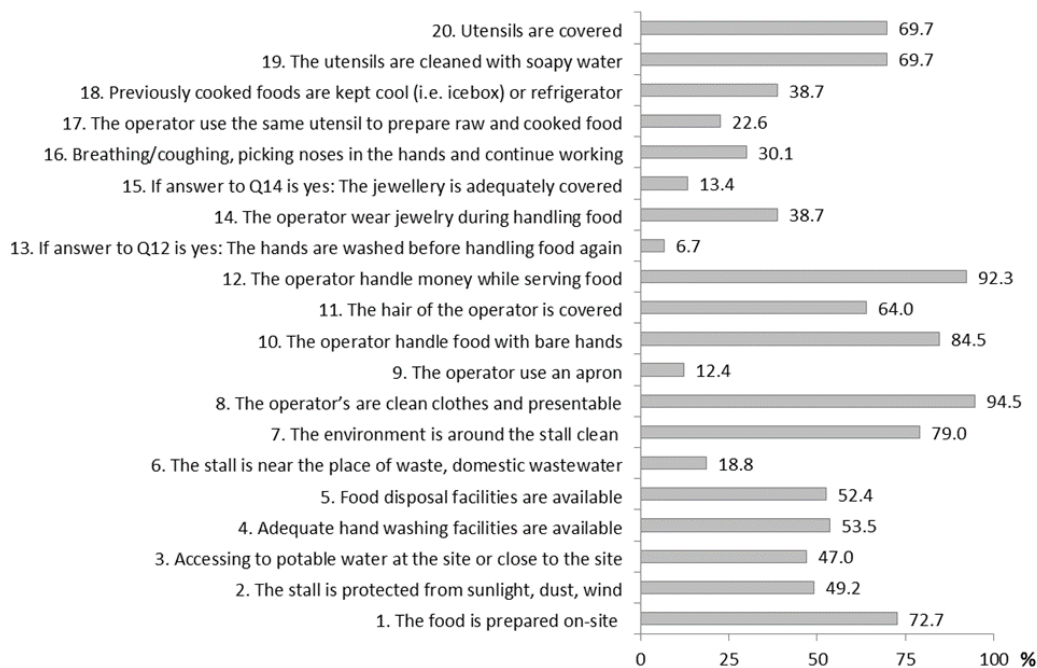 20. Utensils are covered 69.7
19. The utensils are cleaned with soapy water 69.7
18. Previously cooked foods are kept cool (i.e. icebox) or refrigerator 38.7
17. The operator use the same utensil to prepare raw and cooked food 22.6
16. Breathing/coughing, picking noses in the hands and continue working 30.1
15. If answer to Q14 is yes: The jewellery is adequately covered 13.4
14. The operator wear jewelry during handling food 38.7
13. If answer to Q12 is yes: The hands are washed before handling food again 6.7
12. The operator handle money while serving food 92.3
11. The hair of the operator is covered 64.0
10. The operator handle food with bare hands 84.5
9. The operator use an apron 12.4
8. The operator’s are clean clothes and presentable 94.5
7. The environment is around the stall clean 79.0
6. The stall is near the place of waste, domestic wastewater 18.8
5. Food disposal facilities are available 52.4
4. Adequate hand washing facilities are available 53.5
3. Accessing to potable water at the site or close to the site 47.0
2. The stall is protected from sunlight, dust, wind 49.2
1. The food is prepared on-site 72.7
0 25 50 75 100 %